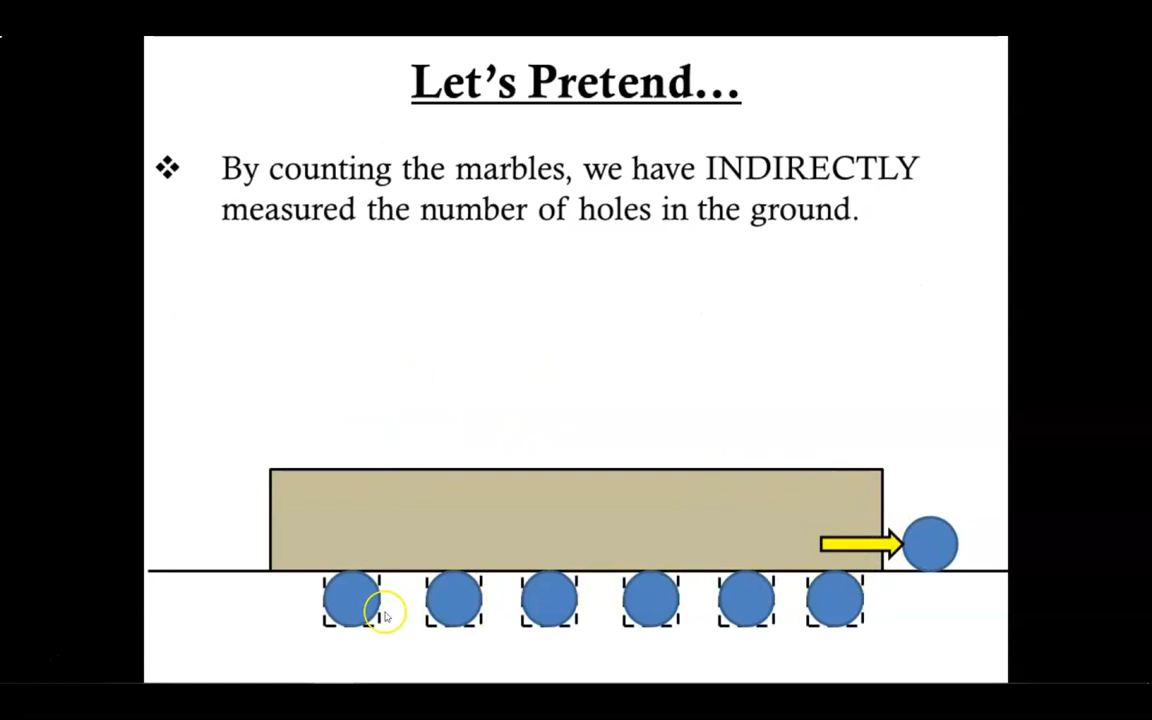 Let's Pretend...
❖ By counting the marbles, we have INDIRECTLY
measured the number of holes in the ground.